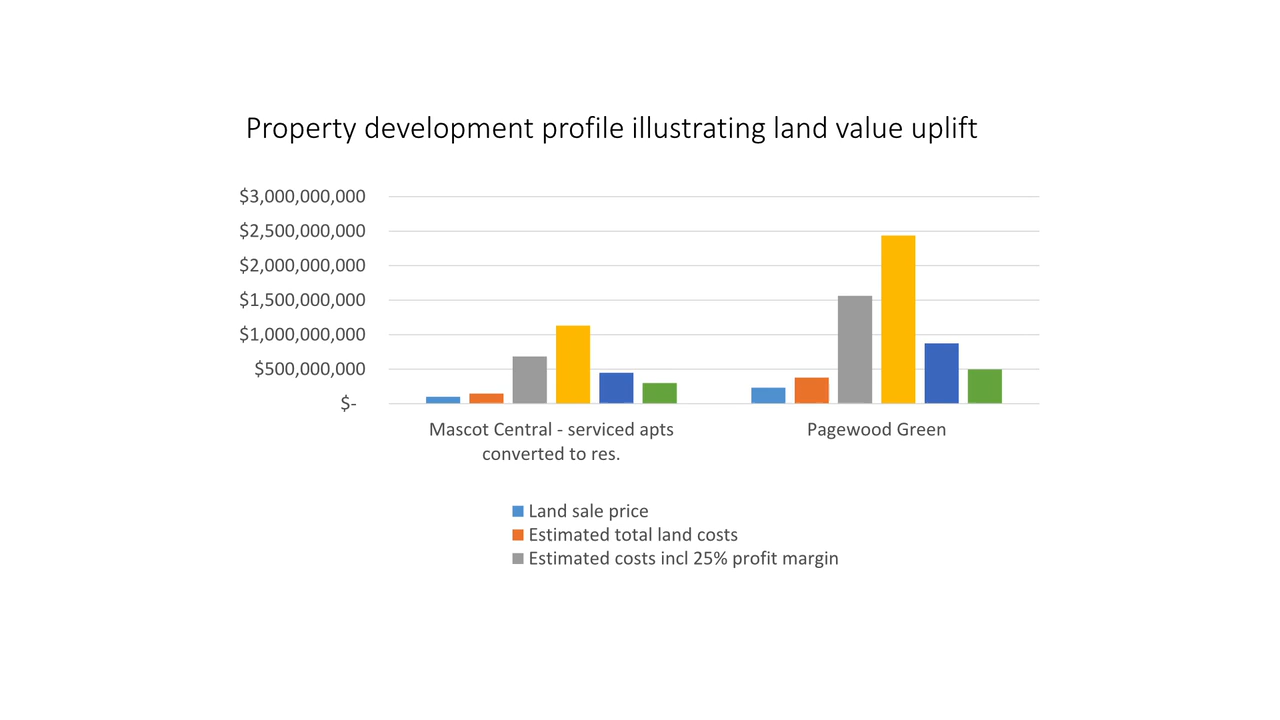 Property development profile illustrating land value uplift
$3,000,000,000
$2,500,000,000
$2,000,000,000
$1,500,000,000
$1,000,000,000
$500,000,000
$-
Mascot Central - serviced apts
converted to res.
Pagewood Green
Land sale price
Estimated total land costs
Estimated costs incl 25% profit margin